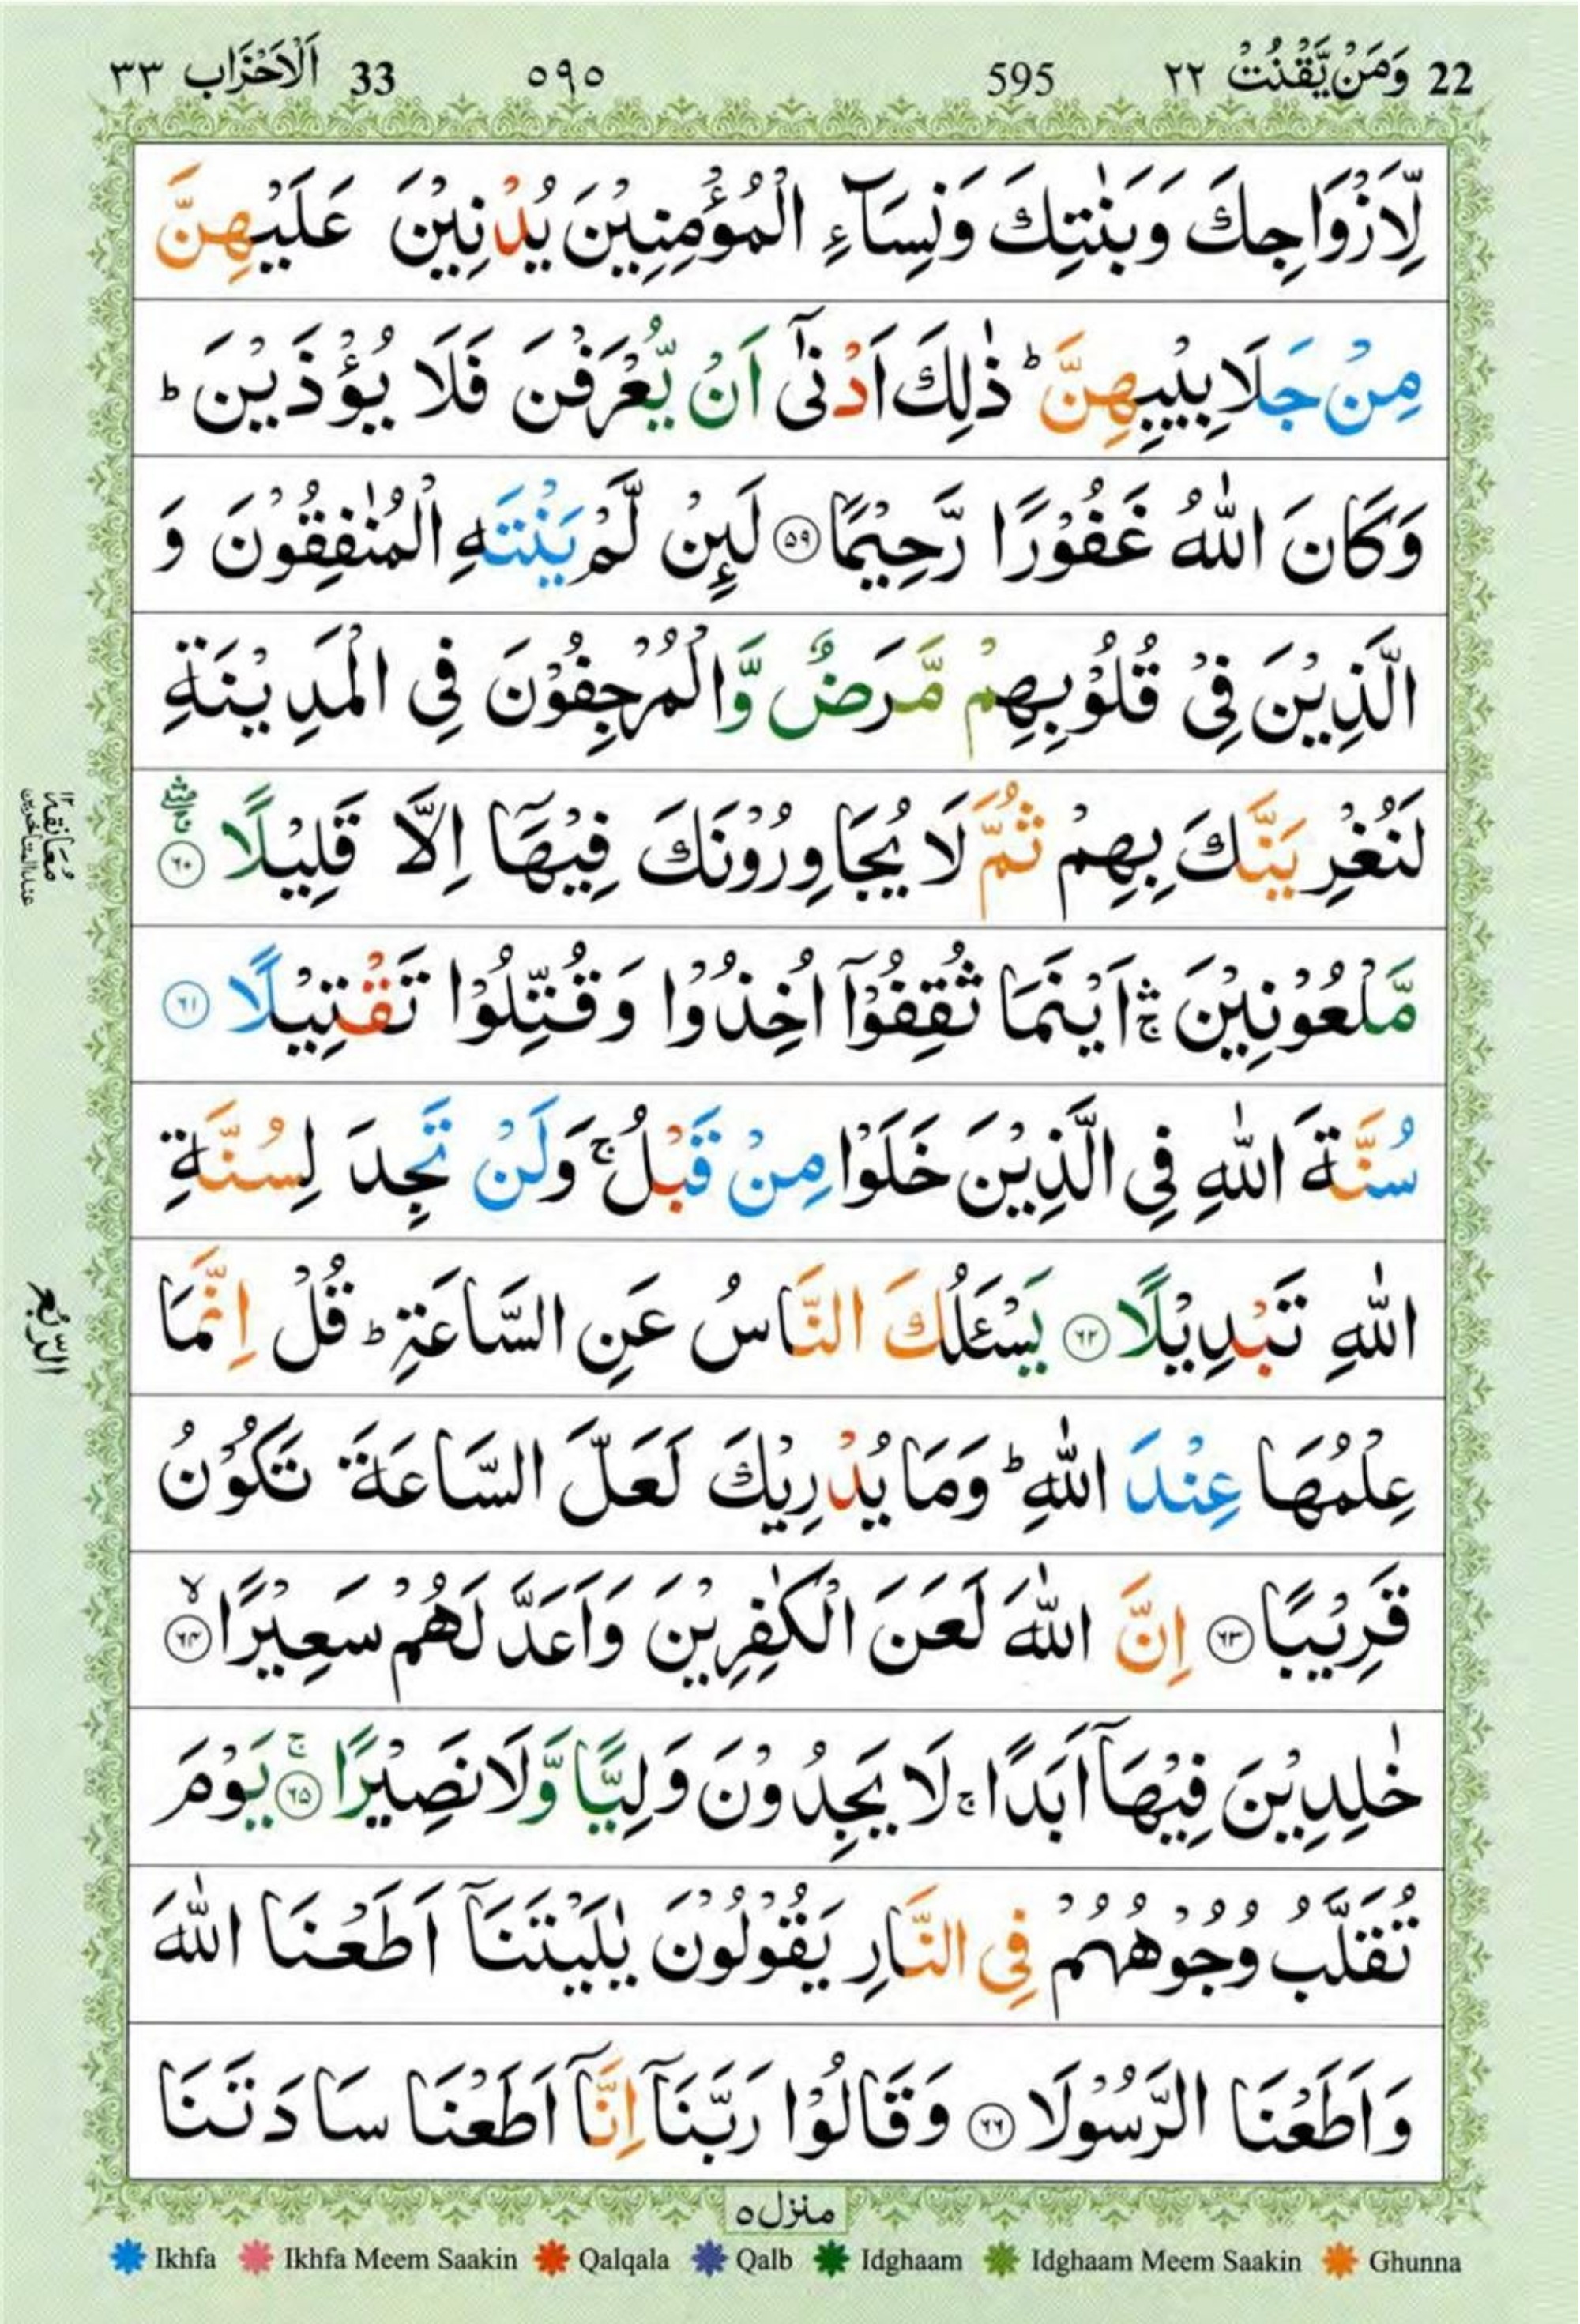 22 وَمَنْ يَّقْنُتْ ٢٢ 595 ٥٩٥ 33 اَلْاَحْزَاب ٣٣
لِّاَزْوَاجِكَ وَبَنٰتِكَ وَنِسَآءِ الْمُؤْمِنِيْنَ يُدْنِيْنَ عَلَيْهِنَّ
مِنْ جَلَابِيْبِهِنَّ ؕ ذٰلِكَ اَدْنٰٓى اَنْ يُّعْرَفْنَ فَلَا يُؤْذَيْنَ ؕ
وَكَانَ اللّٰهُ غَفُوْرًا رَّحِيْمًا ۝٥٩ لَىِٕنْ لَّمْ يَنْتَهِ الْمُنٰفِقُوْنَ وَ
الَّذِيْنَ فِىْ قُلُوْبِهِمْ مَّرَضٌ وَّالْمُرْجِفُوْنَ فِى الْمَدِيْنَةِ
لَنُغْرِيَنَّكَ بِهِمْ ثُمَّ لَا يُجَاوِرُوْنَكَ فِيْهَآ اِلَّا قَلِيْلًا ۝٦٠
معانقة ١٢
عند المتأخرين
مَّلْعُوْنِيْنَ ۛۚ اَيْنَمَا ثُقِفُوْٓا اُخِذُوْا وَقُتِّلُوْا تَقْتِيْلًا ۝٦١
سُنَّةَ اللّٰهِ فِى الَّذِيْنَ خَلَوْا مِنْ قَبْلُ ۚ وَلَنْ تَجِدَ لِسُنَّةِ
اللّٰهِ تَبْدِيْلًا ۝٦٢ يَسْـَٔلُكَ النَّاسُ عَنِ السَّاعَةِ ؕ قُلْ اِنَّمَا
الرّبع
عِلْمُهَا عِنْدَ اللّٰهِ ؕ وَمَا يُدْرِيْكَ لَعَلَّ السَّاعَةَ تَكُوْنُ
قَرِيْبًا ۝٦٣ اِنَّ اللّٰهَ لَعَنَ الْكٰفِرِيْنَ وَاَعَدَّ لَهُمْ سَعِيْرًا ۙ۝٦٤
خٰلِدِيْنَ فِيْهَآ اَبَدًا ۚ لَا يَجِدُوْنَ وَلِيًّا وَّلَا نَصِيْرًا ۚ۝٦٥ يَوْمَ
تُقَلَّبُ وُجُوْهُهُمْ فِى النَّارِ يَقُوْلُوْنَ يٰلَيْتَنَآ اَطَعْنَا اللّٰهَ
وَاَطَعْنَا الرَّسُوْلَا ۝٦٦ وَقَالُوْا رَبَّنَآ اِنَّآ اَطَعْنَا سَادَتَنَا
منزل ٥
Ikhfa Ikhfa Meem Saakin Qalqala Qalb Idghaam Idghaam Meem Saakin Ghunna